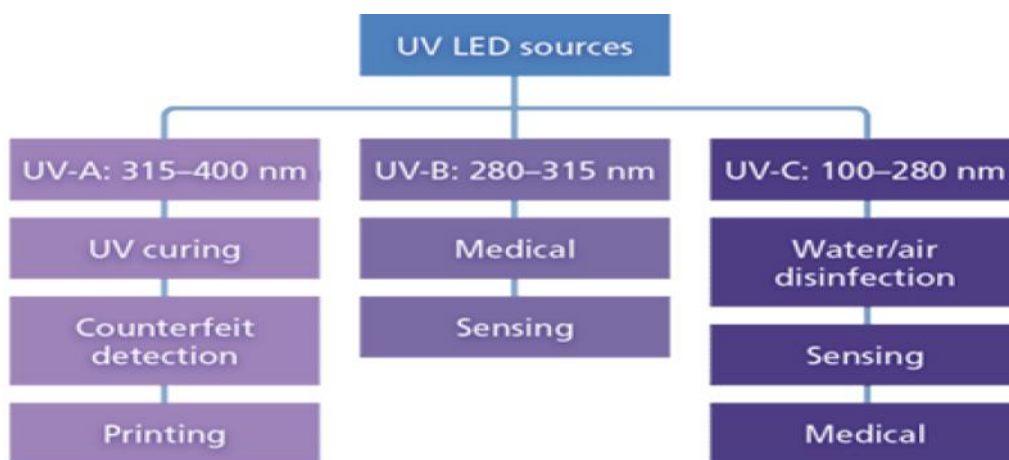 UV LED sources
UV-A: 315–400 nm
UV curing
Counterfeit
detection
Printing
UV-B: 280–315 nm
Medical
Sensing
UV-C: 100–280 nm
Water/air
disinfection
Sensing
Medical